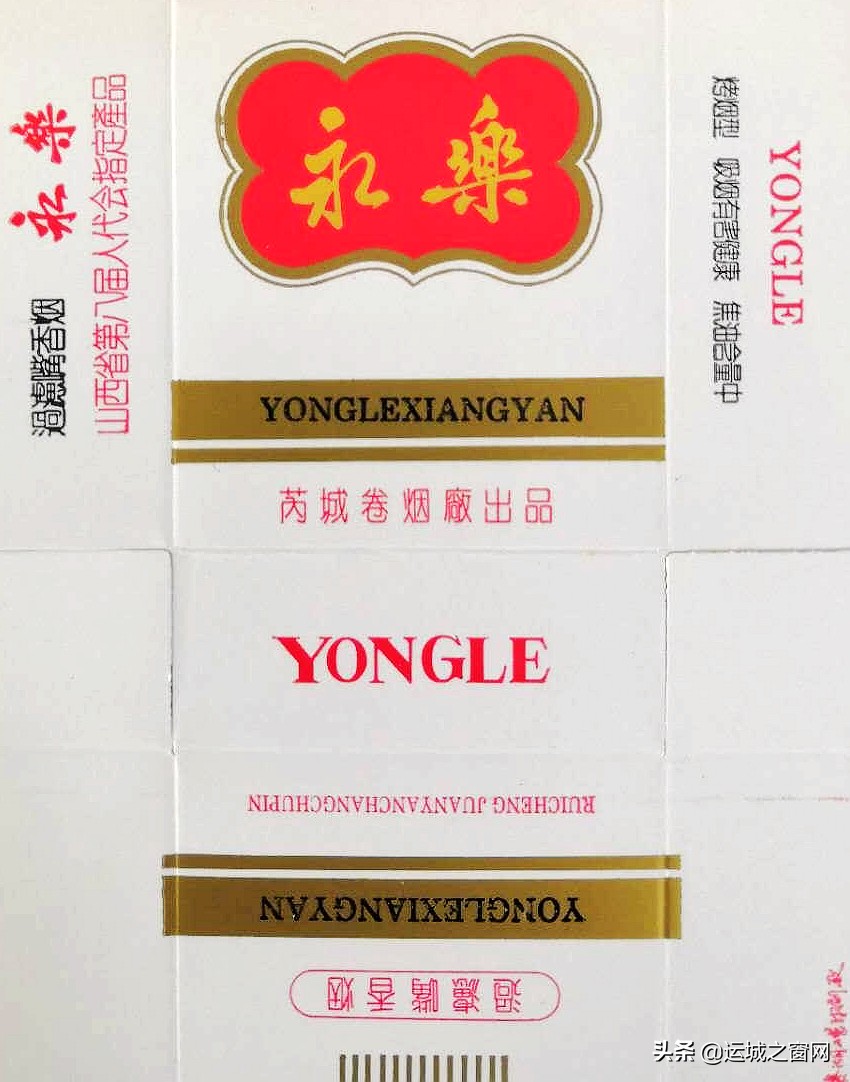 永樂
YONGLEXIANGYAN
芮城卷烟廠出品
YONGLE
RUICHENG JUANYANCHANGCHUPIN
YONGLEXIANGYAN
過濾嘴香烟
永樂
過濾嘴香烟
山西省第八届人代会指定產品
YONGLE
烤烟型 吸烟有害健康 焦油含量中
头条 @运城之窗网